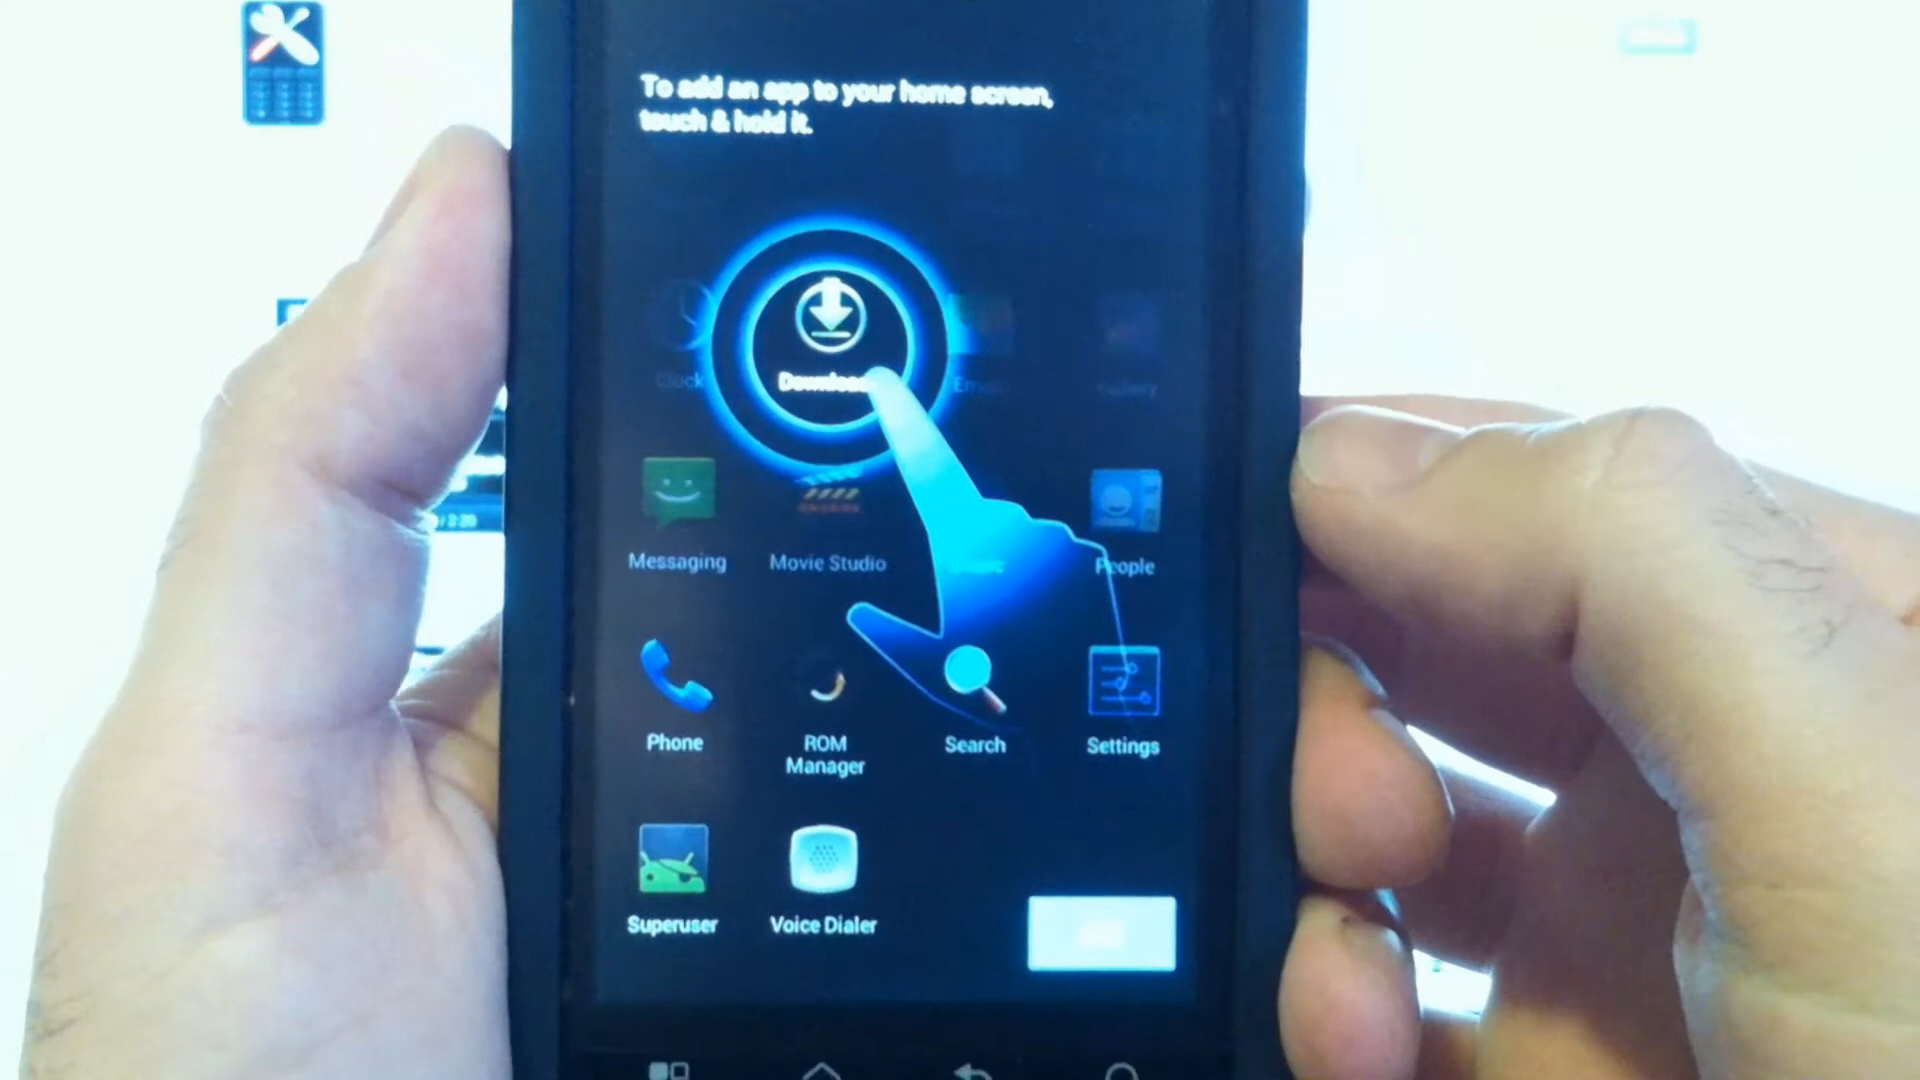 To add an app to your home screen,
touch & hold it.
Clock
Messaging
Movie Studio
People
Phone
ROM
Manager
Search
Settings
Superuser
Voice Dialer